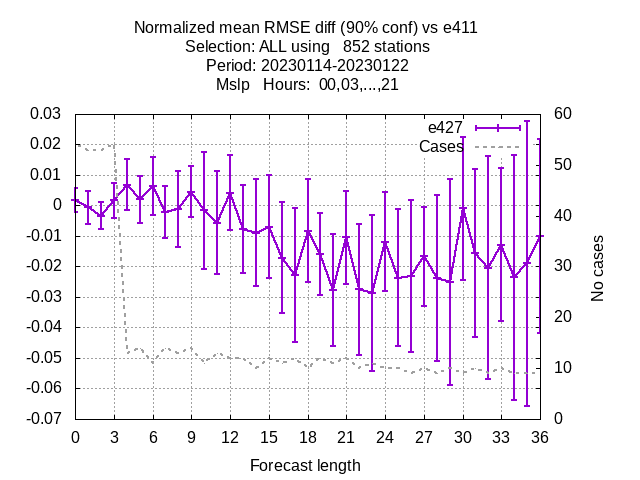 Normalized mean RMSE diff (90% conf) vs e411
Selection: ALL using   852 stations
Period: 20230114-20230122
Mslp   Hours:  00,03,...,21
0.03
0.02
0.01
0
-0.01
-0.02
-0.03
-0.04
-0.05
-0.06
-0.07
e427
Cases
60
50
40
30
20
10
0
No cases
0 3 6 9 12 15 18 21 24 27 30 33 36
Forecast length